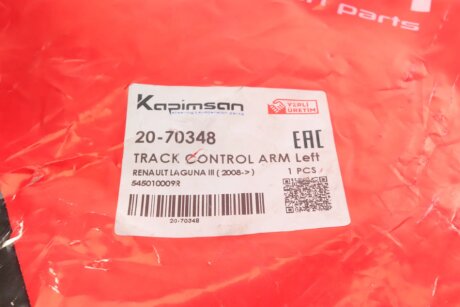 parts
Kapimsan
YERLİ
ÜRETİM
20-70348
EAC
TRACK CONTROL ARM Left
RENAULT LAGUNA III ( 2008-> )
1 PCS
545010009R
20-70348